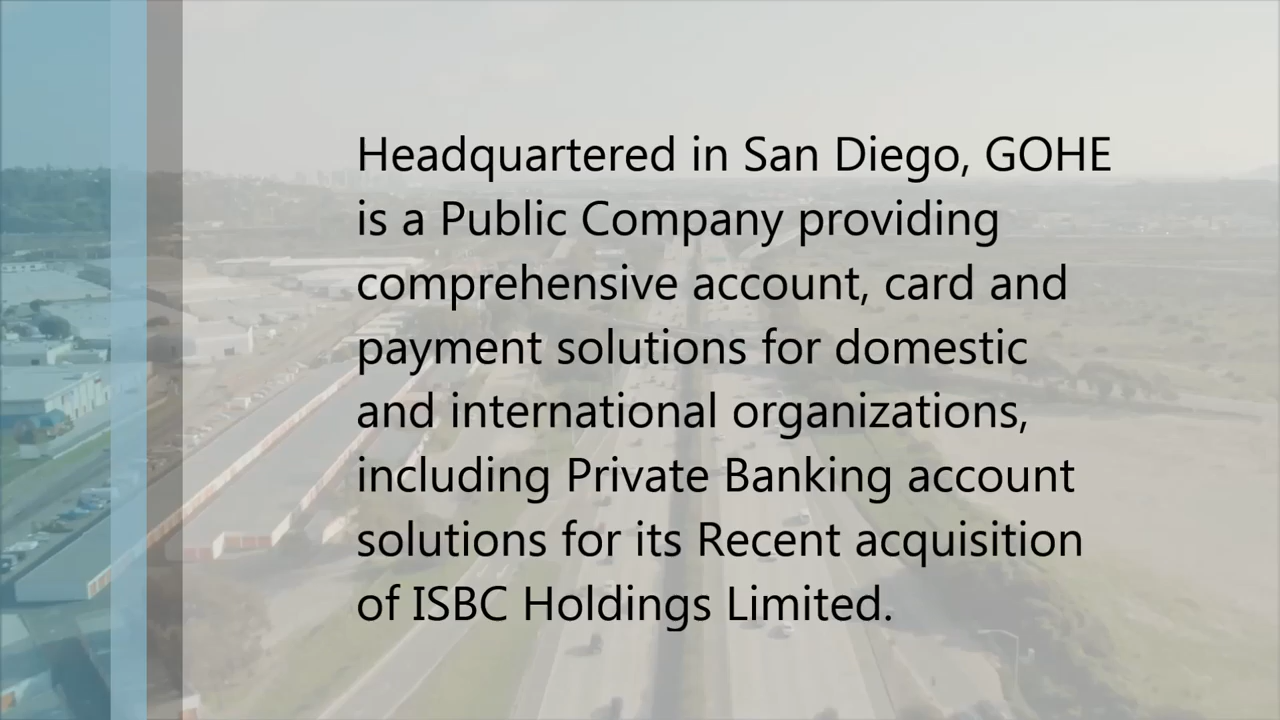 Headquartered in San Diego, GOHE
is a Public Company providing
comprehensive account, card and
payment solutions for domestic
and international organizations,
including Private Banking account
solutions for its Recent acquisition
of ISBC Holdings Limited.